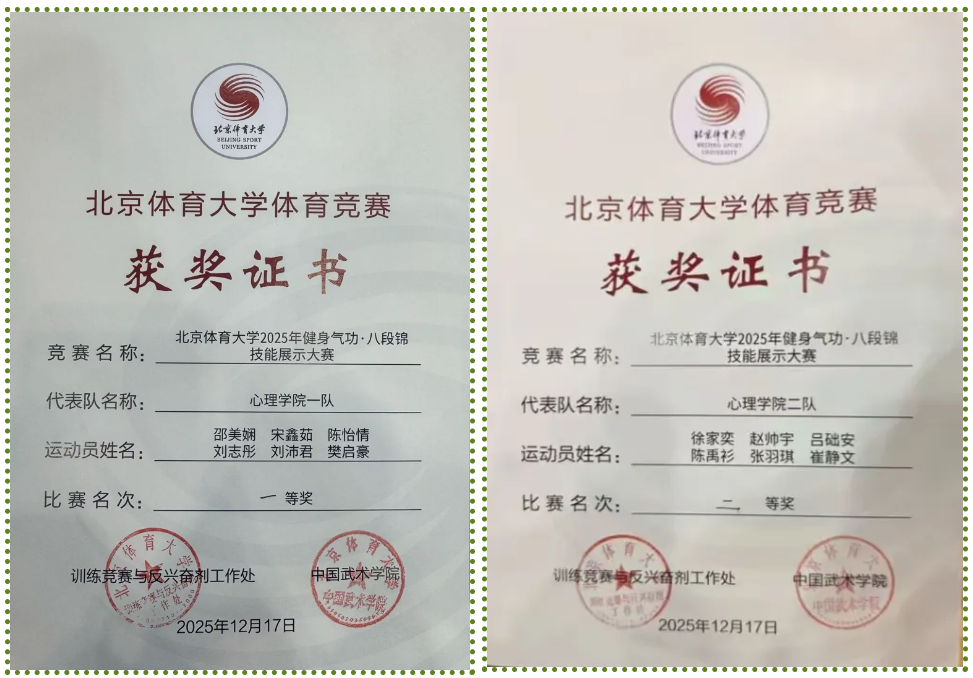 北京体育大学
BEIJING SPORT
UNIVERSITY
北京体育大学体育竞赛
获奖证书
竞赛名称：北京体育大学2025年健身气功·八段锦
技能展示大赛
代表队名称：心理学院一队
运动员姓名：邵美娴 宋鑫茹 陈怡情
刘志彤 刘沛君 樊启豪
比赛名次：一等奖
训练竞赛与反兴奋剂工作处 中国武术学院
2025年12月17日
北京体育大学
BEIJING SPORT
UNIVERSITY
北京体育大学体育竞赛
获奖证书
竞赛名称：北京体育大学2025年健身气功·八段锦
技能展示大赛
代表队名称：心理学院二队
运动员姓名：徐家奕 赵帅宇 吕础安
陈禹衫 张羽琪 崔静文
比赛名次：二等奖
训练竞赛与反兴奋剂工作处 中国武术学院
2025年12月17日